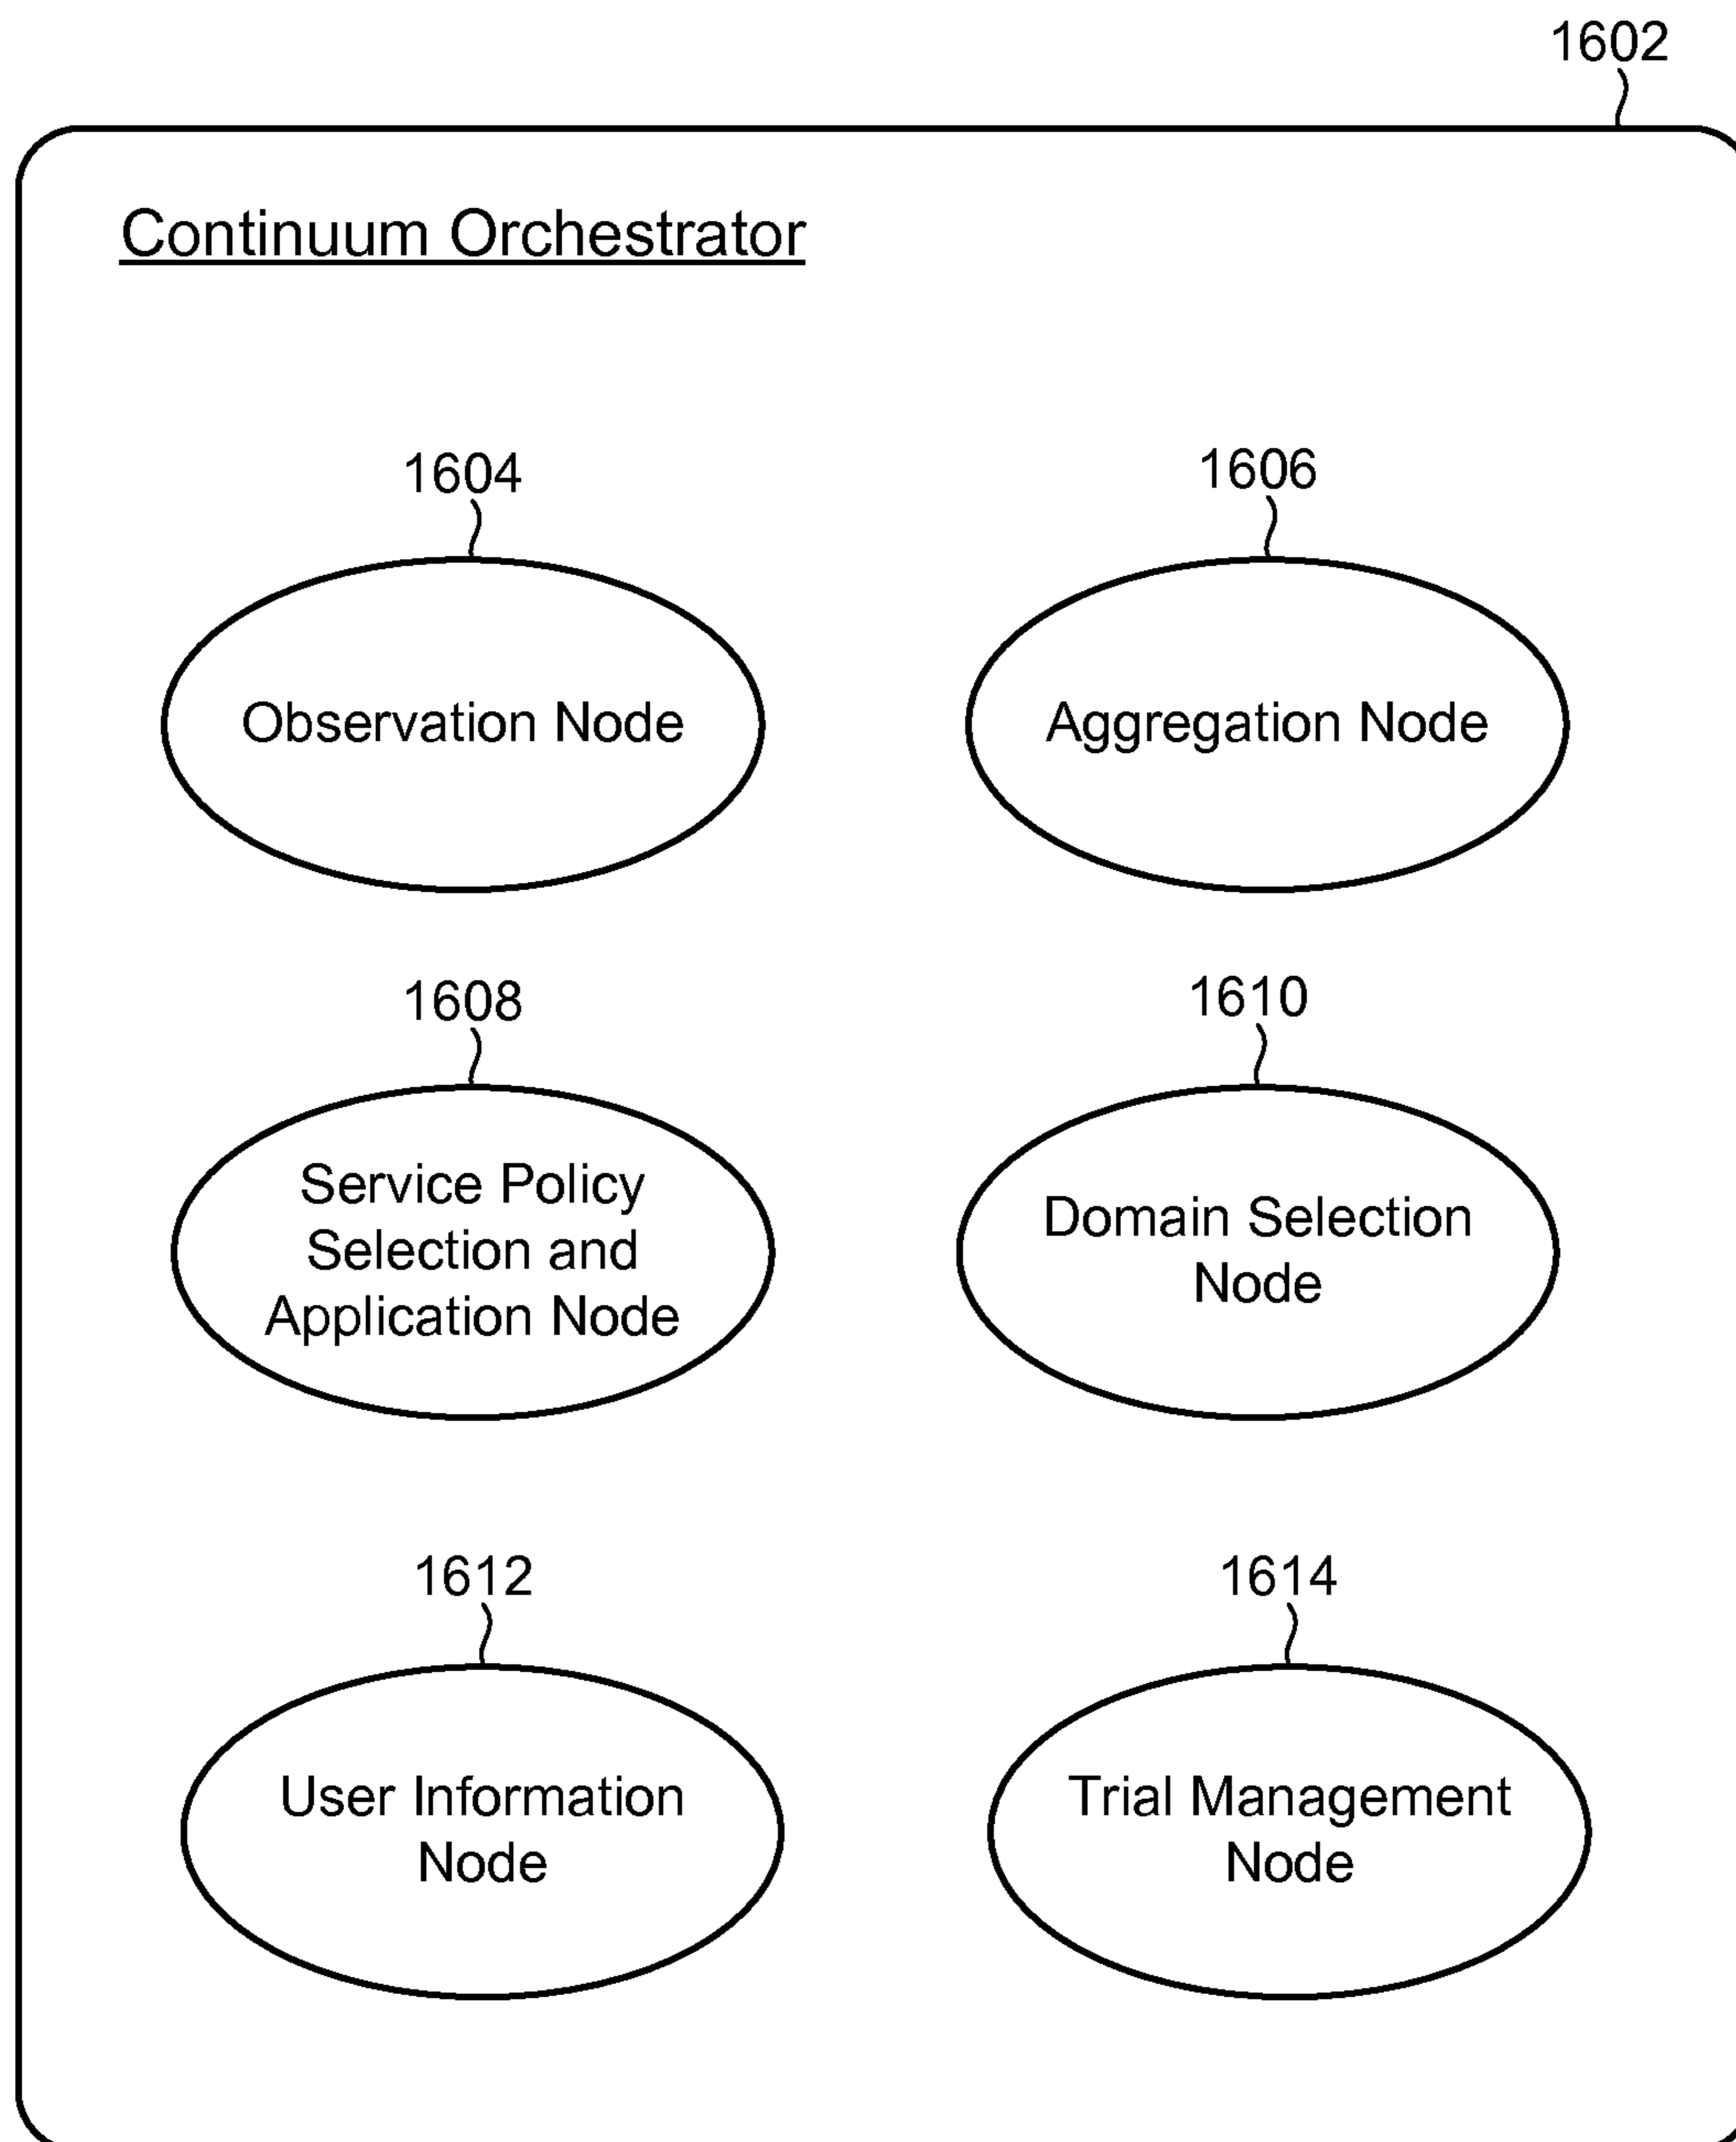 1602
Continuum Orchestrator
1604
1606
Observation Node
Aggregation Node
1608
1610
Service Policy
Selection and
Application Node
Domain Selection
Node
1612
1614
User Information
Node
Trial Management
Node